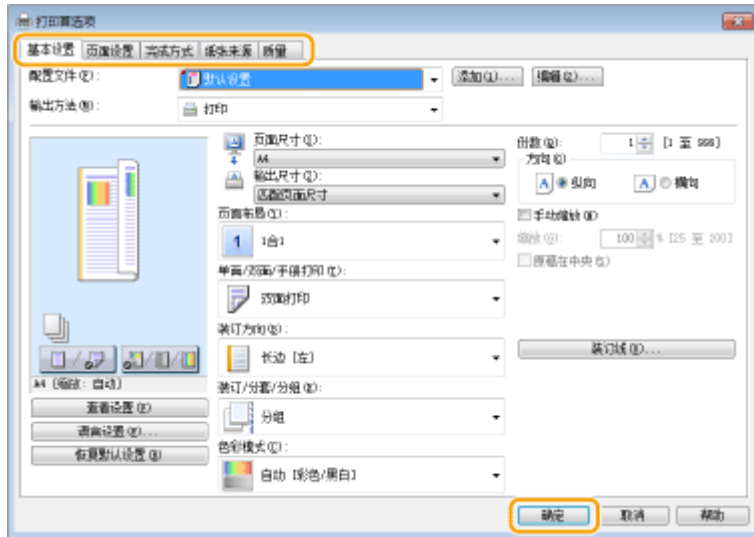 打印首选项
基本设置 页面设置 完成方式 纸张来源 质量
配置文件(F): 默认设置 添加(1)... 编辑(2)...
输出方法(M): 打印
页面尺寸(S):
A4
输出尺寸(Z):
匹配页面尺寸
页面布局(Y):
1合1
单面/双面/手册打印(L):
双面打印
装订方向(B):
长边 [左]
装订/分套/分组(R):
分组
色彩模式(C):
自动 [彩色/黑白]
份数(Q): 1 [1 至 999]
方向(O)
A 纵向 A 横向
手动缩放(N)
缩放(G): 100 % [25 至 200]
原稿在中央
装订线(E)...
A4 [缩放: 自动]
查看设置(P)
语言设置(W)...
恢复默认设置(D)
确定 取消 帮助